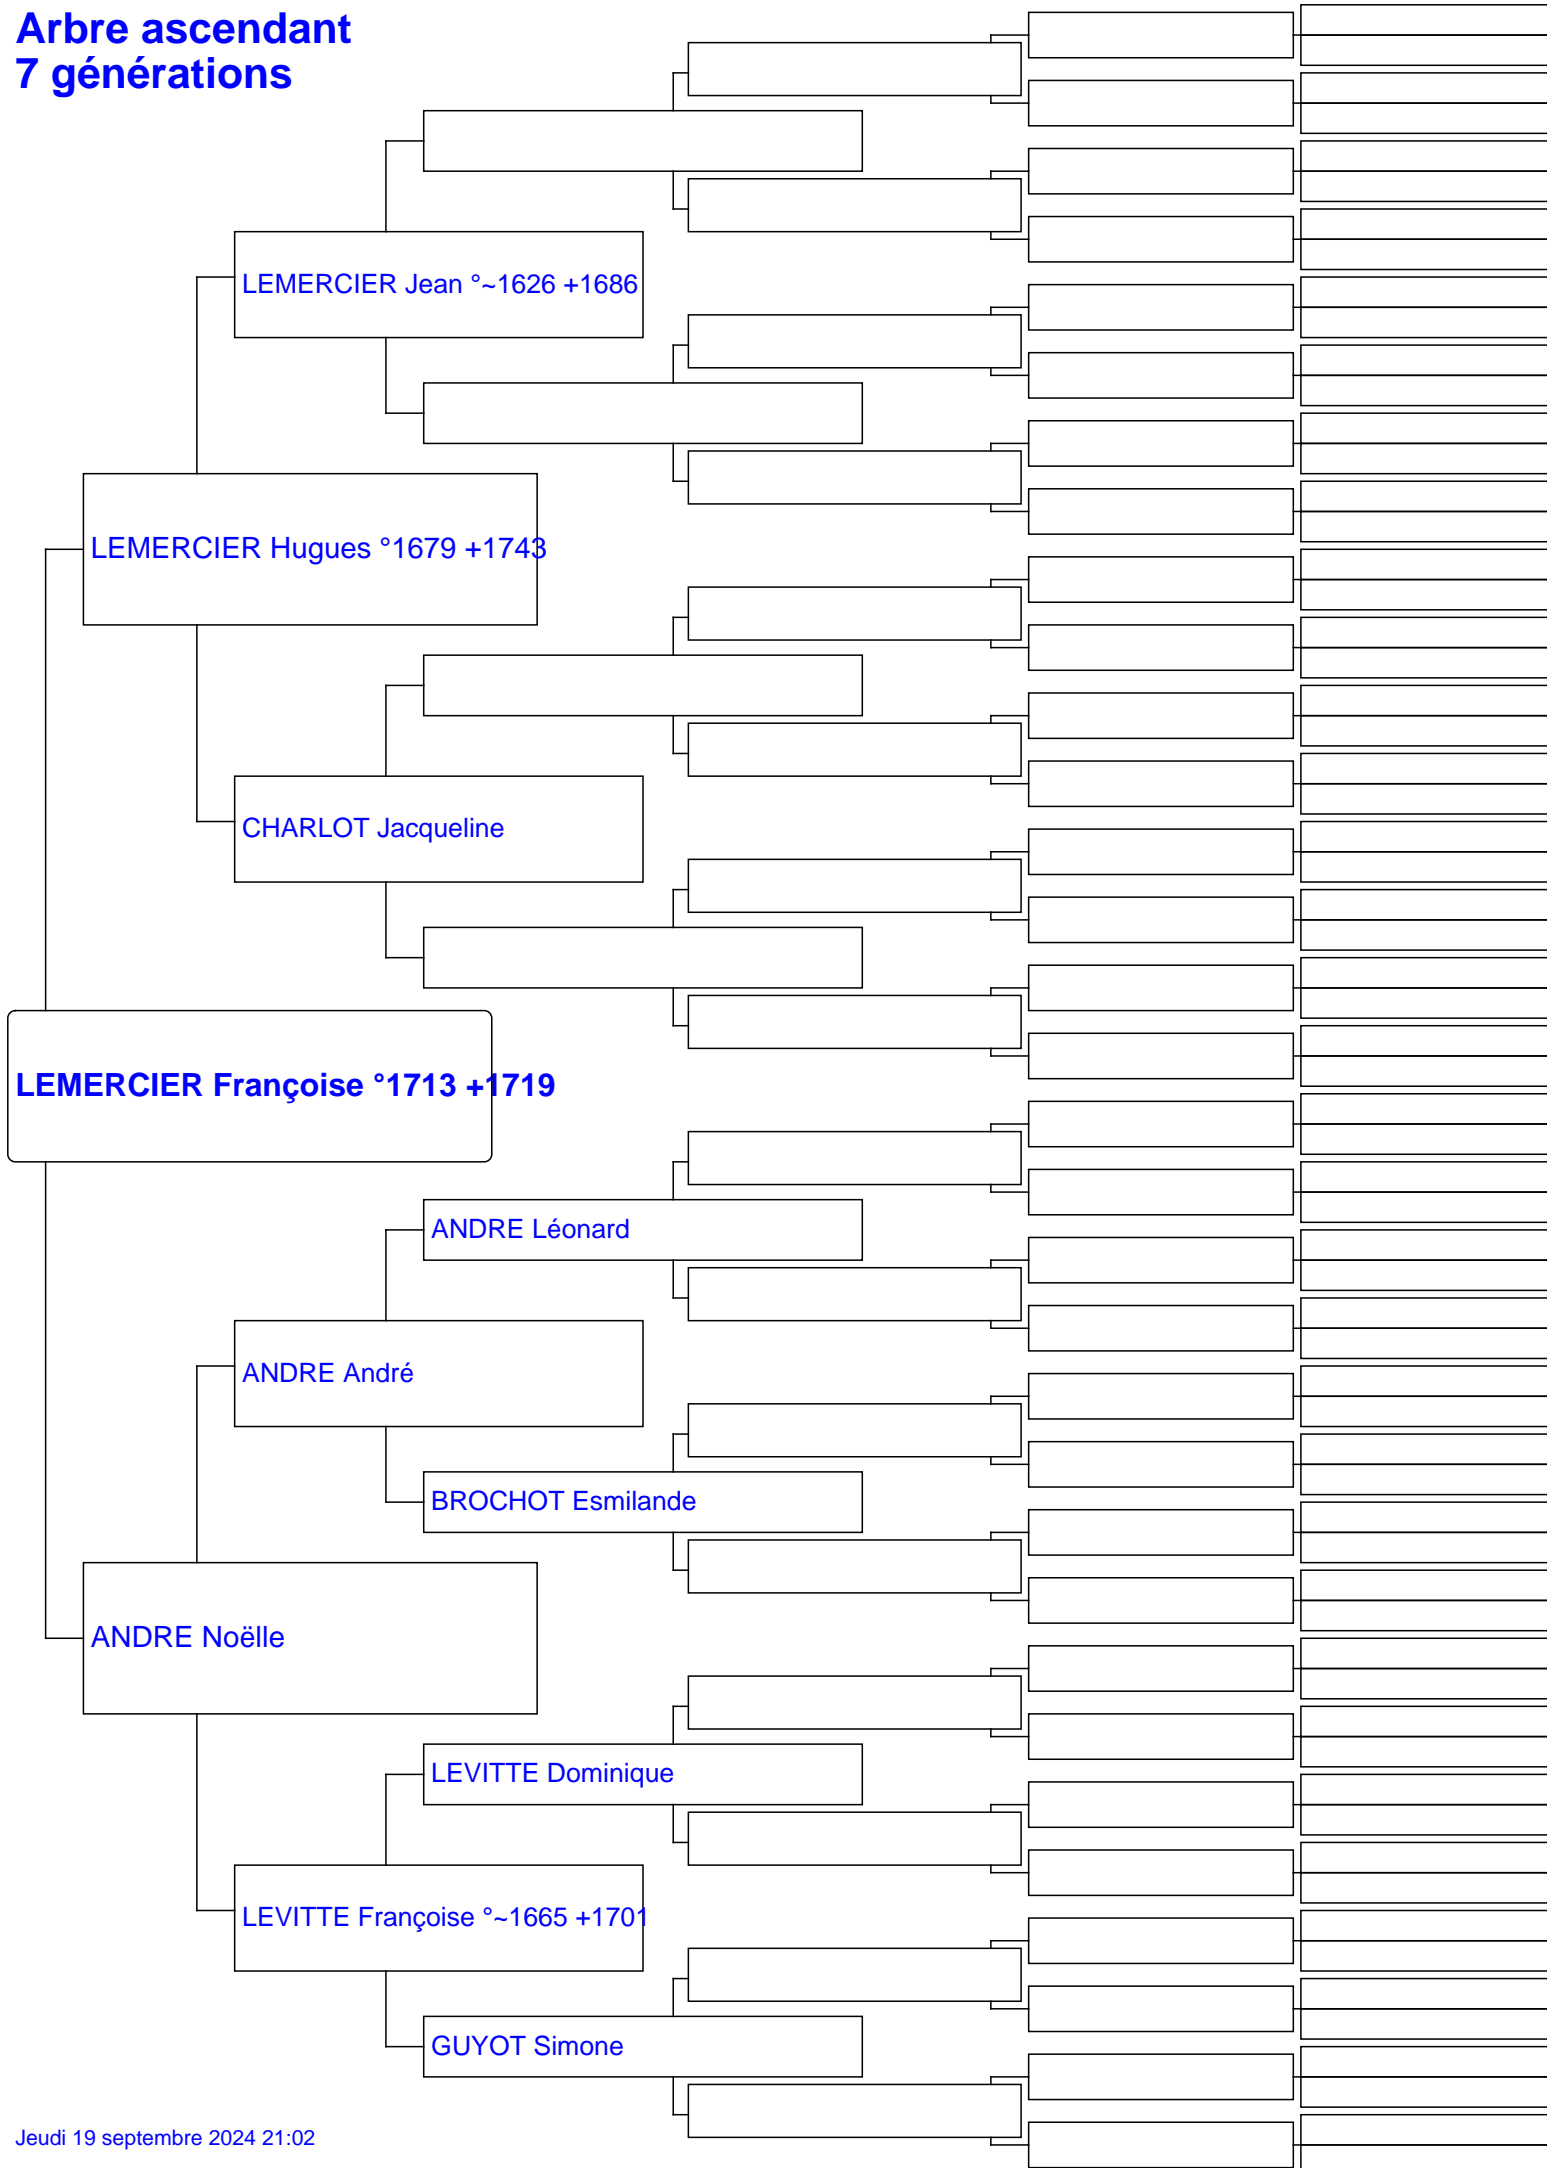 Arbre ascendant
7 générations
LEMERCIER Jean °~1626 +1686
LEMERCIER Hugues °1679 +1743
CHARLOT Jacqueline
LEMERCIER Françoise °1713 +1719
ANDRE Léonard
ANDRE André
BROCHOT Esmilande
ANDRE Noëlle
LEVITTE Dominique
LEVITTE Françoise °~1665 +1701
GUYOT Simone
Jeudi 19 septembre 2024 21:02